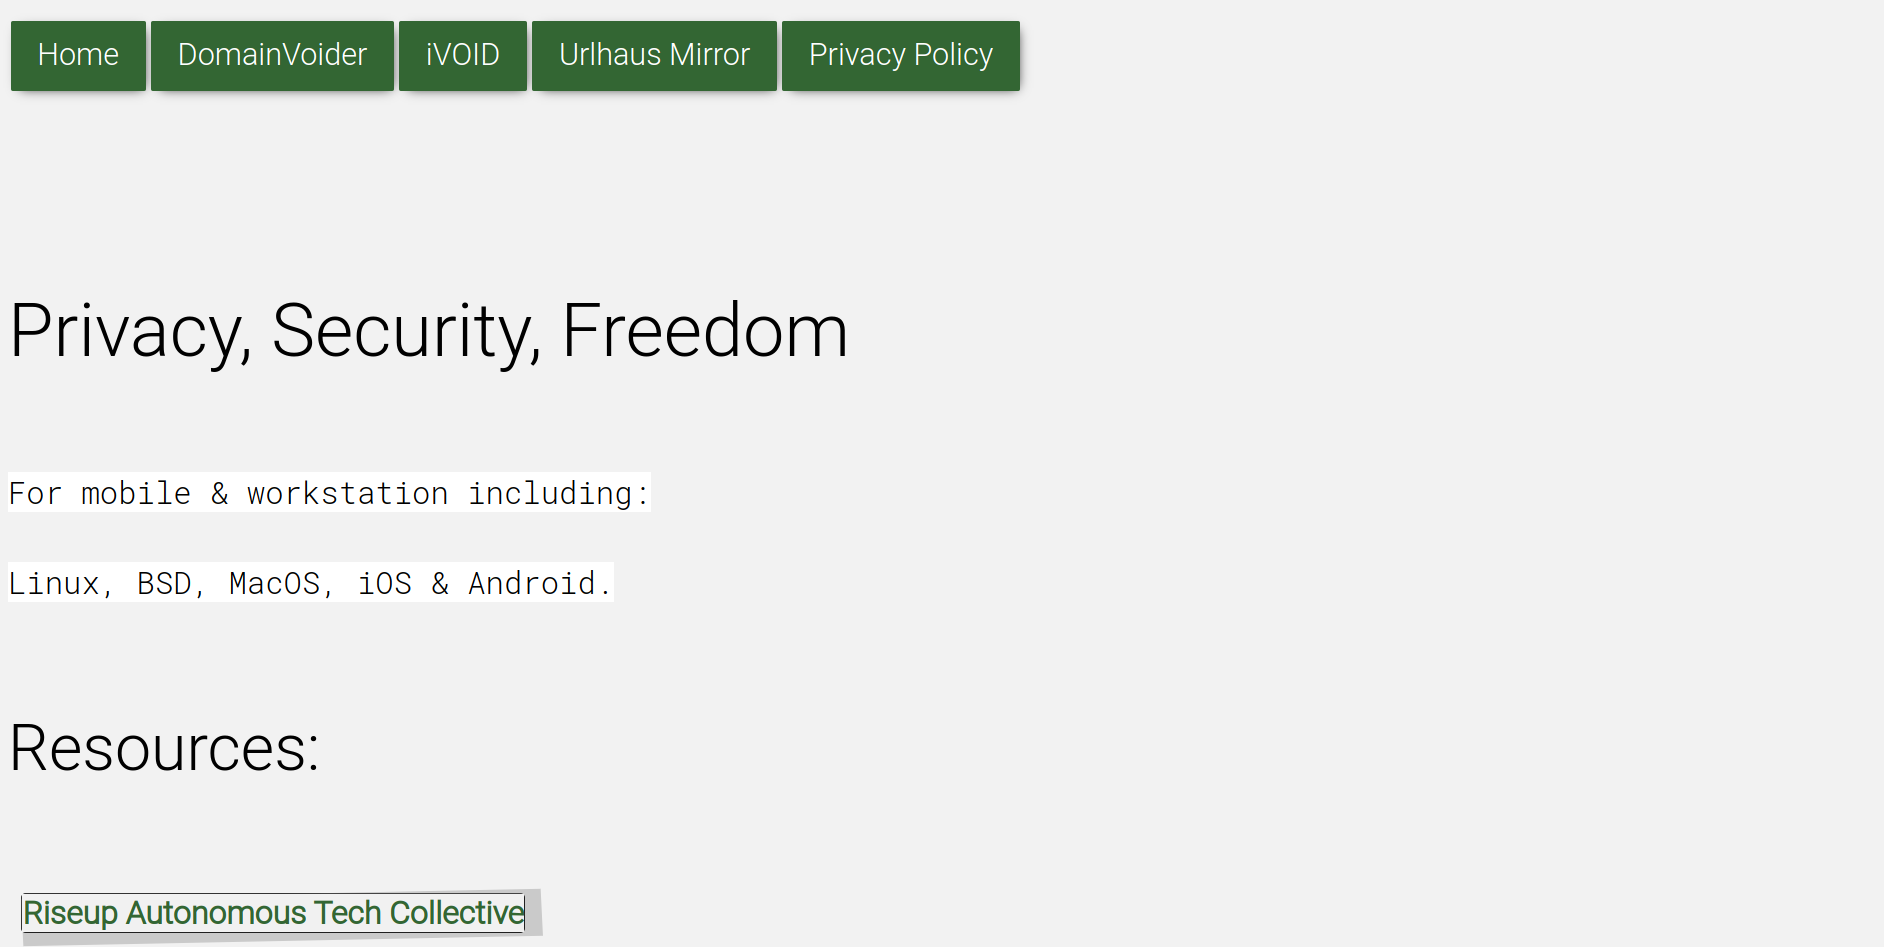 Home DomainVoider iVOID Urlhaus Mirror Privacy Policy
Privacy, Security, Freedom
For mobile & workstation including:
Linux, BSD, MacOS, iOS & Android.
Resources:
Riseup Autonomous Tech Collective